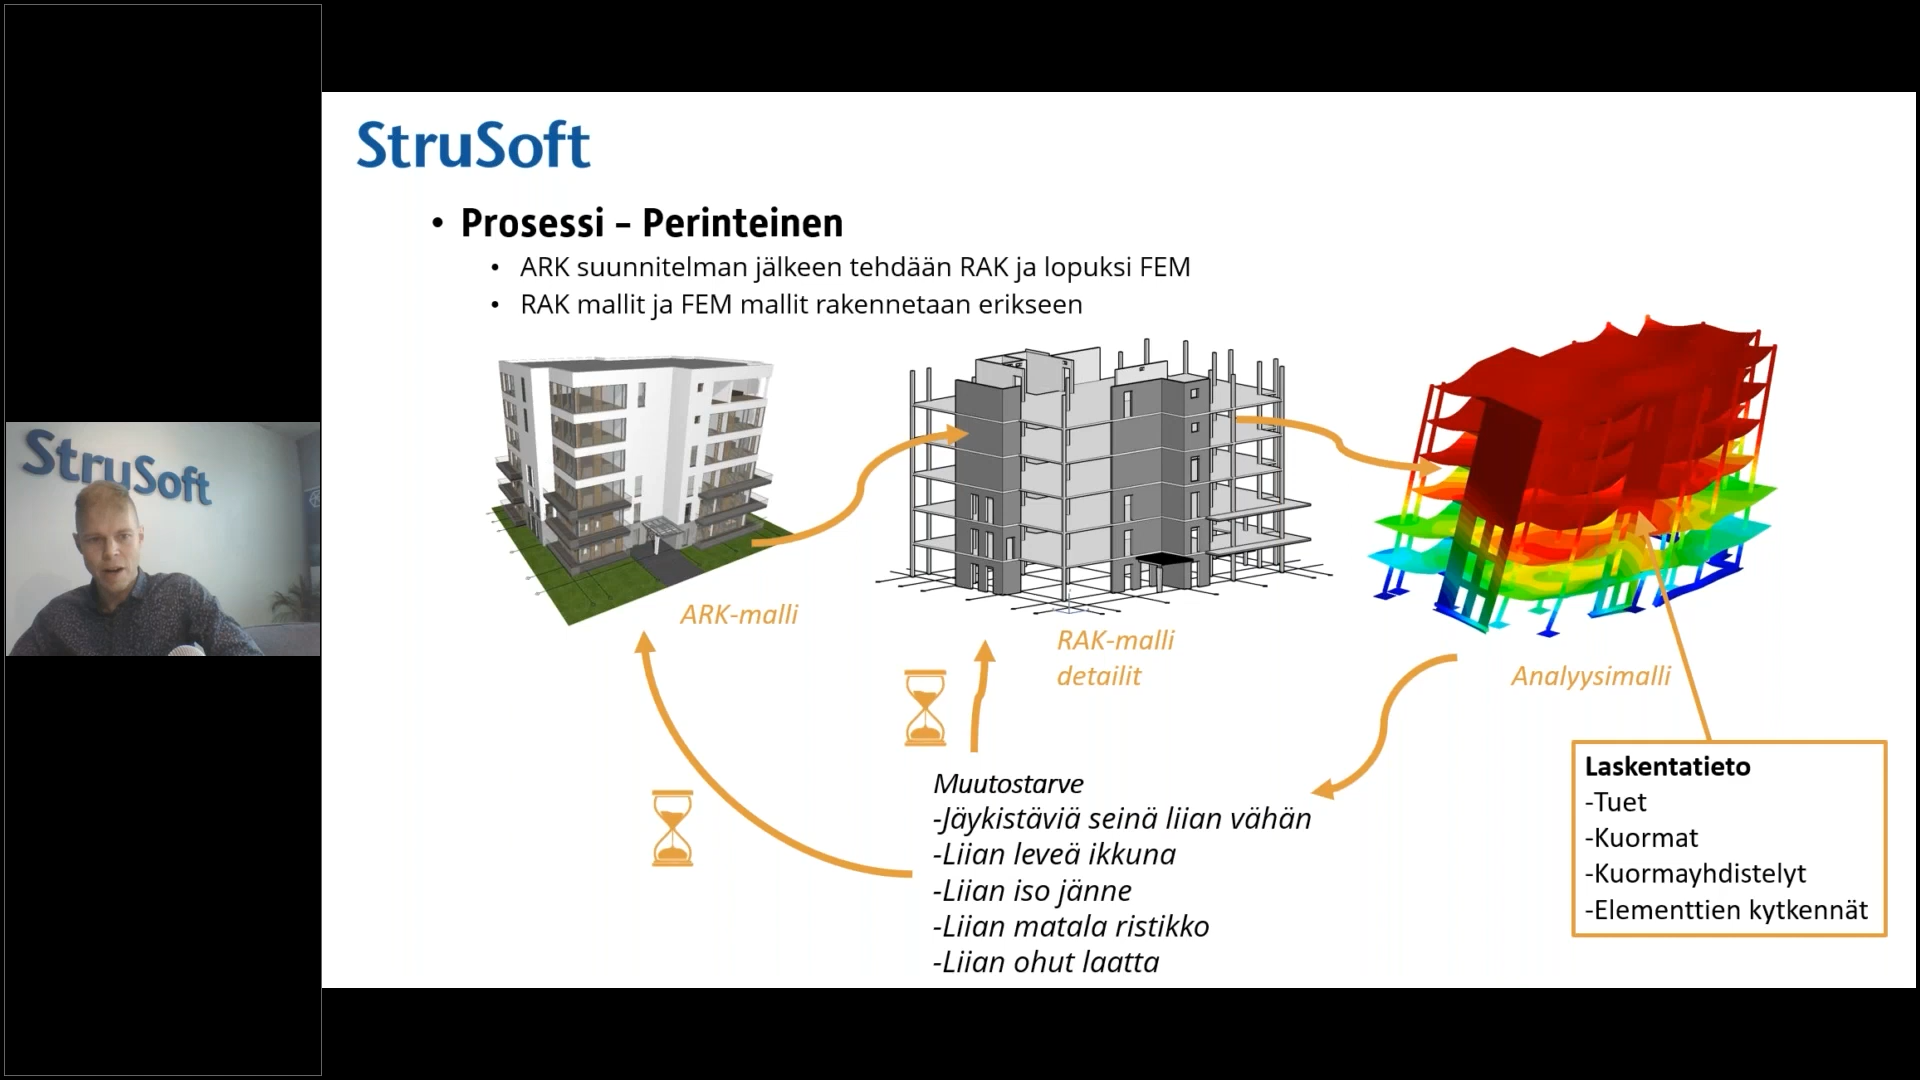 StruSoft
Prosessi – Perinteinen
ARK suunnitelman jälkeen tehdään RAK ja lopuksi FEM
RAK mallit ja FEM mallit rakennetaan erikseen
StruSoft
ARK-malli
RAK-malli
detailit
Analyysimalli
Muutostarve
-Jäykistäviä seinä liian vähän
-Liian leveä ikkuna
-Liian iso jänne
-Liian matala ristikko
-Liian ohut laatta
Laskentatieto
-Tuet
-Kuormat
-Kuormayhdistelyt
-Elementtien kytkennät